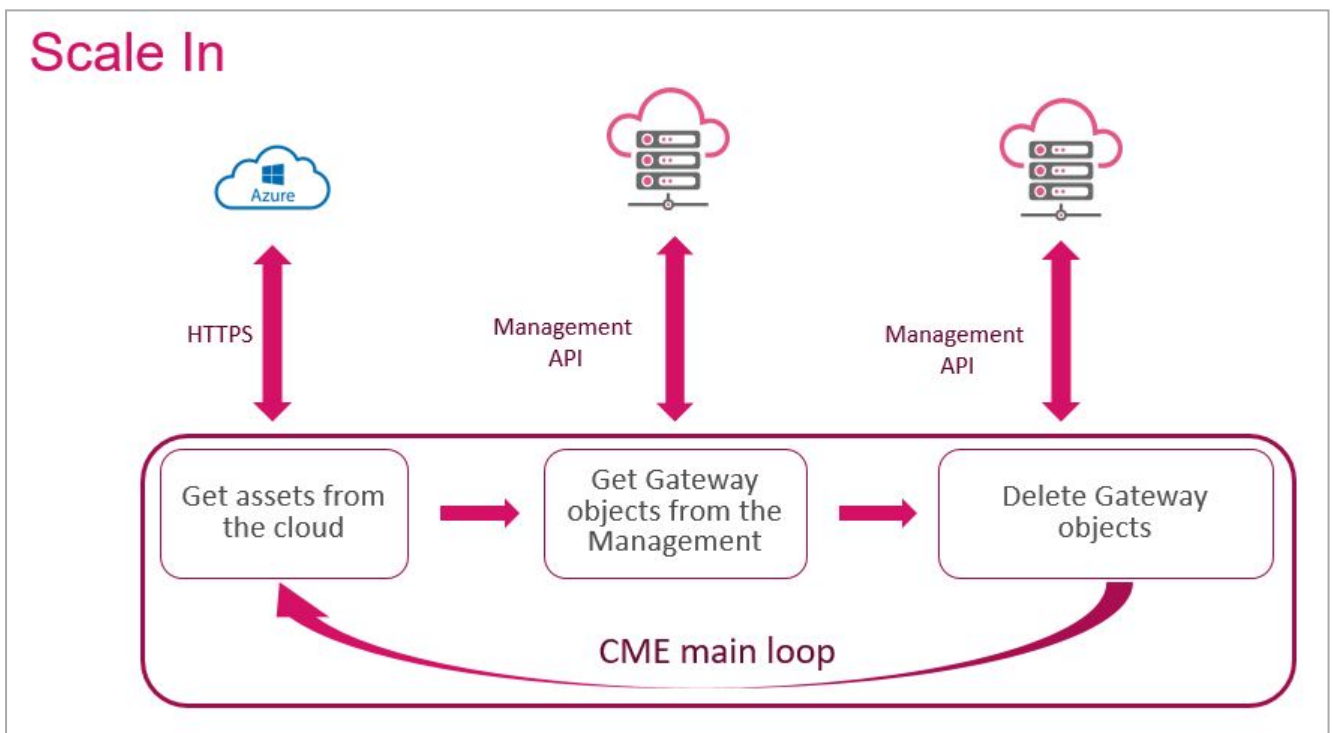 Scale In
Azure
HTTPS
Management
API
Management
API
Get assets from
the cloud
Get Gateway
objects from the
Management
Delete Gateway
objects
CME main loop